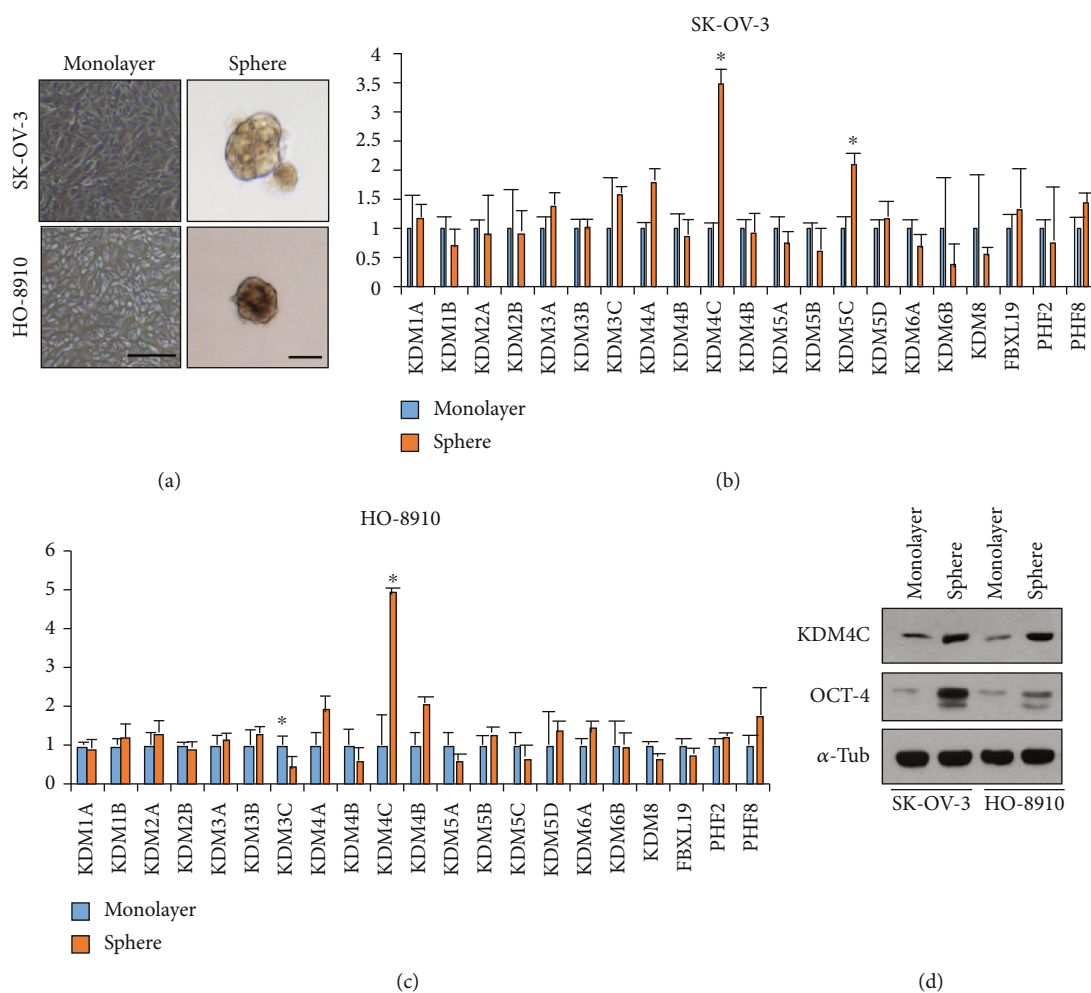 Monolayer Sphere
SK-OV-3
HO-8910
(a)
SK-OV-3
4
3.5
3
2.5
2
1.5
1
0.5
0
*
*
KDM1A KDM1B KDM2A KDM2B KDM3A KDM3B KDM3C KDM4A KDM4B KDM4C KDM4B KDM5A KDM5B KDM5C KDM5D KDM6A KDM6B KDM8 FBXL19 PHF2 PHF8
Monolayer
Sphere
(b)
HO-8910
6
5
4
3
2
1
0
*
*
KDM1A KDM1B KDM2A KDM2B KDM3A KDM3B KDM3C KDM4A KDM4B KDM4C KDM4B KDM5A KDM5B KDM5C KDM5D KDM6A KDM6B KDM8 FBXL19 PHF2 PHF8
Monolayer
Sphere
(c)
Monolayer Sphere Monolayer Sphere
KDM4C
OCT-4
α-Tub
SK-OV-3 HO-8910
(d)